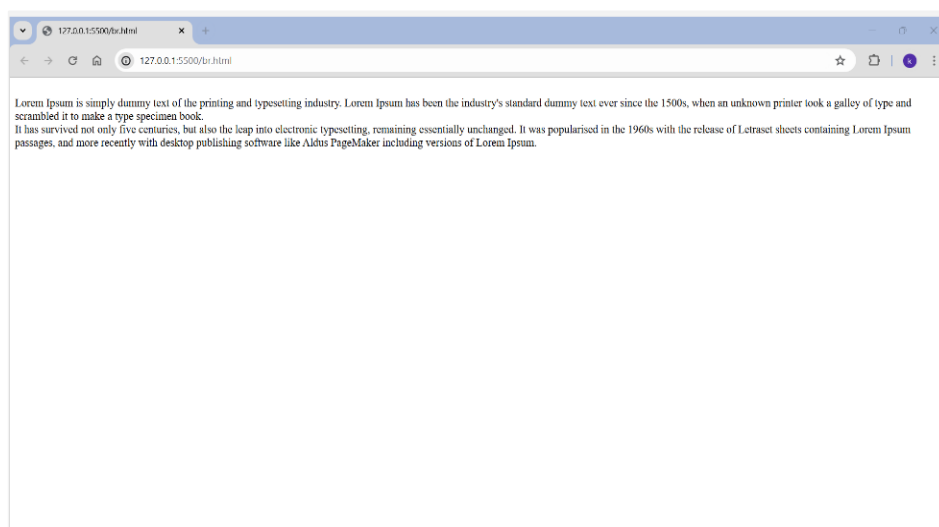 127.0.0.1:5500/br.html
127.0.0.1:5500/br.html
k
Lorem Ipsum is simply dummy text of the printing and typesetting industry. Lorem Ipsum has been the industry's standard dummy text ever since the 1500s, when an unknown printer took a galley of type and
scrambled it to make a type specimen book.
It has survived not only five centuries, but also the leap into electronic typesetting, remaining essentially unchanged. It was popularised in the 1960s with the release of Letraset sheets containing Lorem Ipsum
passages, and more recently with desktop publishing software like Aldus PageMaker including versions of Lorem Ipsum.